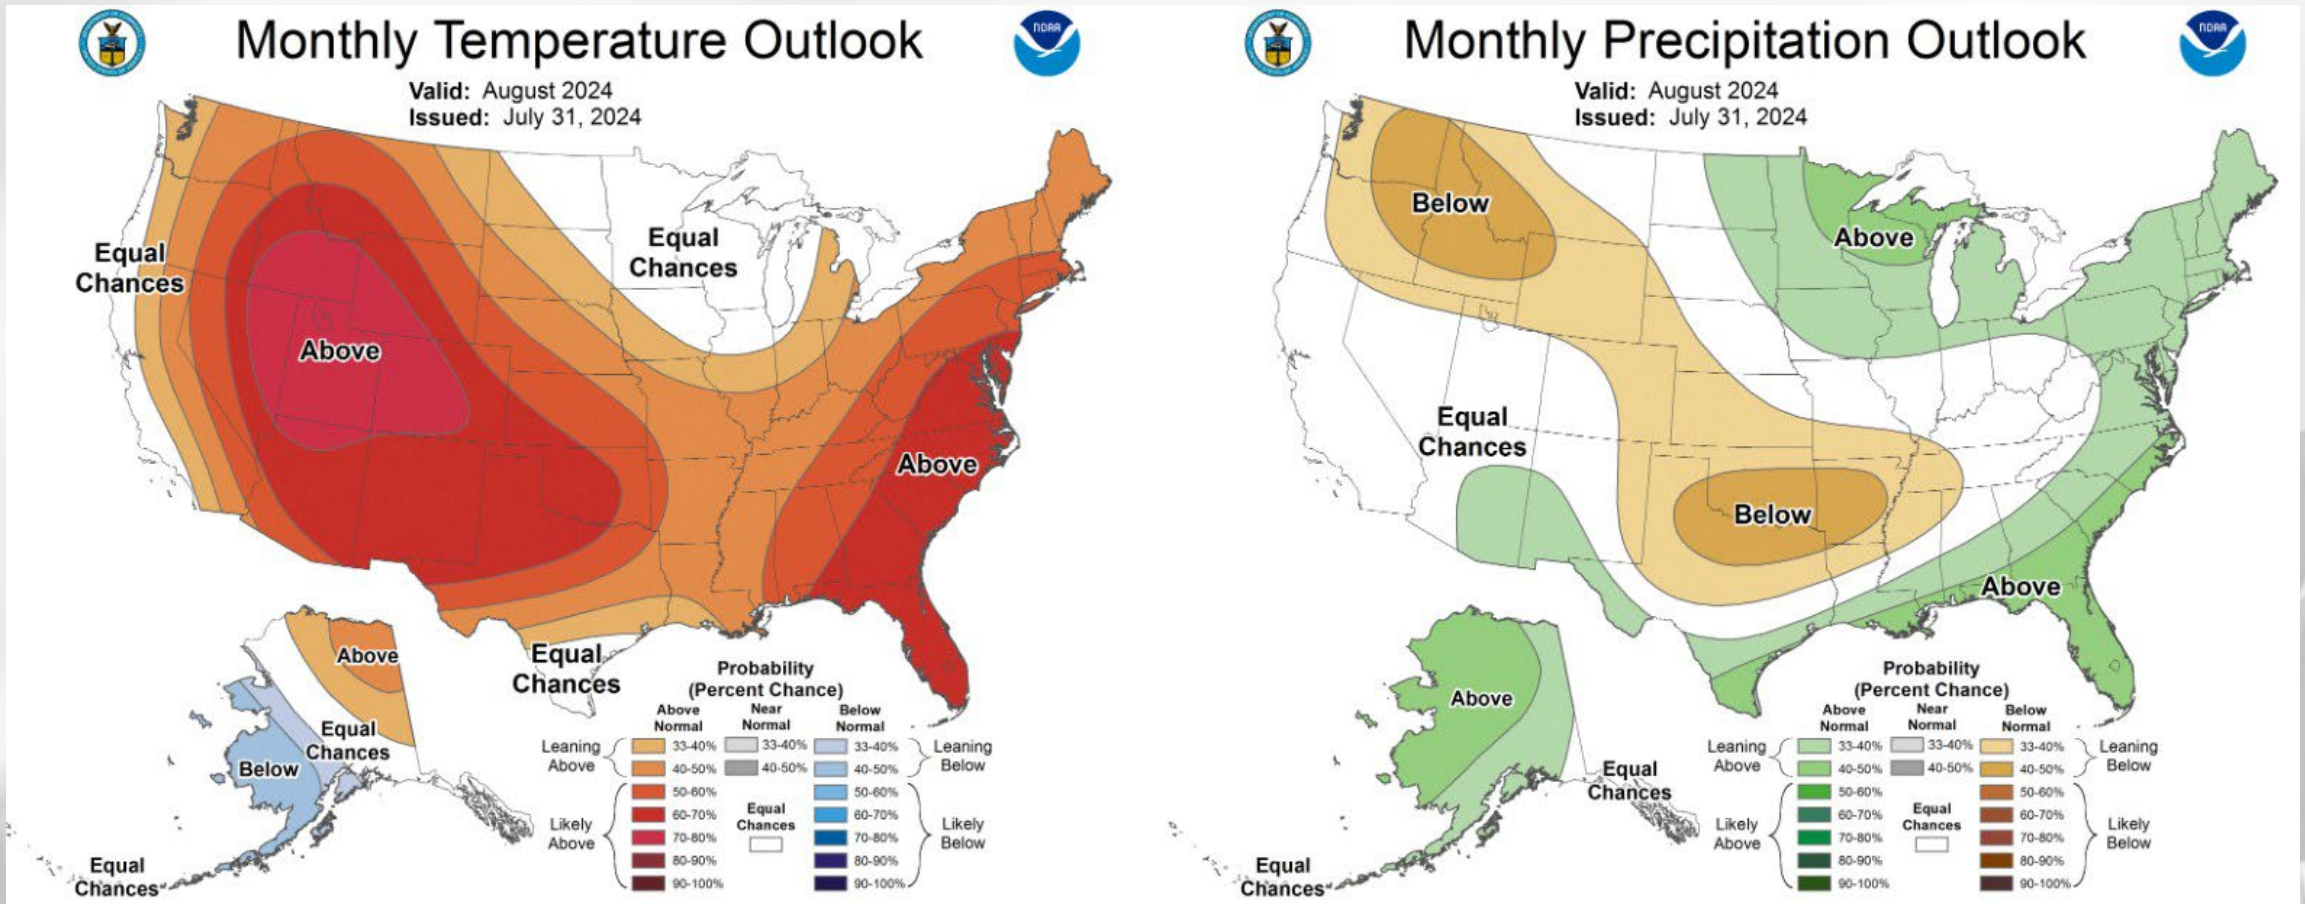 Monthly Temperature Outlook
NOAA
Valid: August 2024
Issued: July 31, 2024
Equal
Chances
Equal
Chances
Above
Above
Equal
Chances
Above
Equal
Chances
Below
Equal
Chances
Probability
(Percent Chance)
Above
Normal
Near
Normal
Below
Normal
Leaning
Above
33-40%
33-40%
33-40%
Leaning
Below
40-50%
40-50%
40-50%
Likely
Above
50-60%
50-60%
Likely
Below
60-70%
Equal
Chances
60-70%
70-80%
70-80%
80-90%
80-90%
90-100%
90-100%
Monthly Precipitation Outlook
NOAA
Valid: August 2024
Issued: July 31, 2024
Below
Above
Equal
Chances
Below
Above
Above
Equal
Chances
Equal
Chances
Probability
(Percent Chance)
Above
Normal
Near
Normal
Below
Normal
Leaning
Above
33-40%
33-40%
33-40%
Leaning
Below
40-50%
40-50%
40-50%
Likely
Above
50-60%
50-60%
Likely
Below
60-70%
Equal
Chances
60-70%
70-80%
70-80%
80-90%
80-90%
90-100%
90-100%